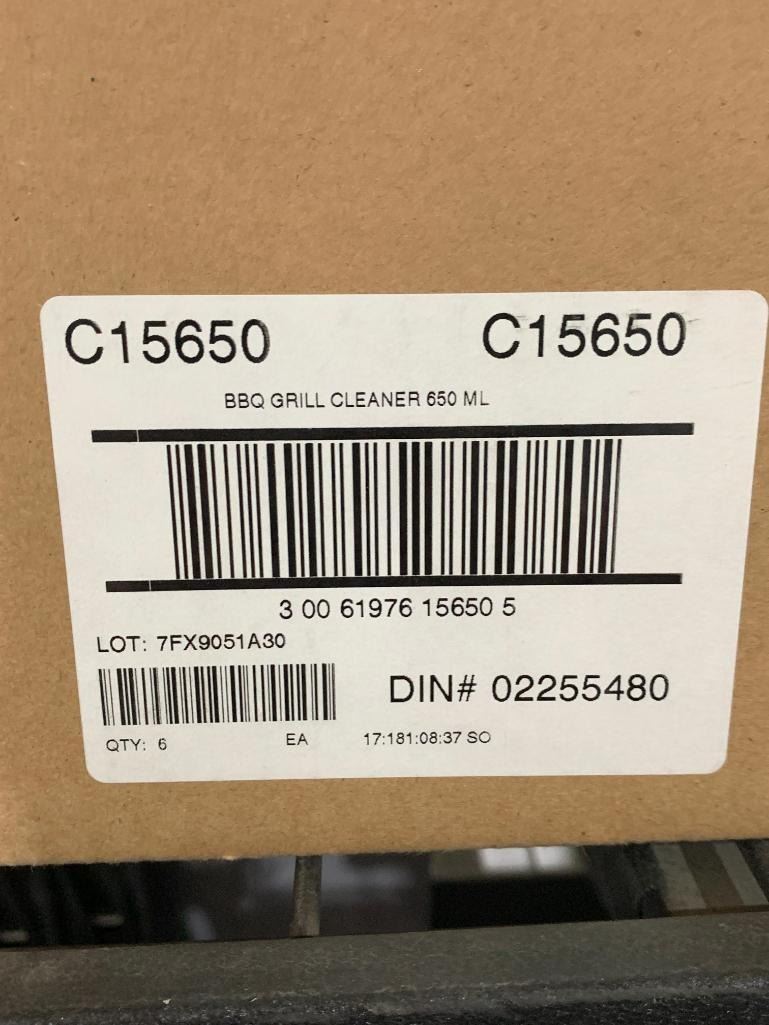 C15650 C15650
BBQ GRILL CLEANER 650 ML
3 00 61976 15650 5
LOT: 7FX9051A30
DIN# 02255480
QTY: 6 EA 17:181:08:37 SO